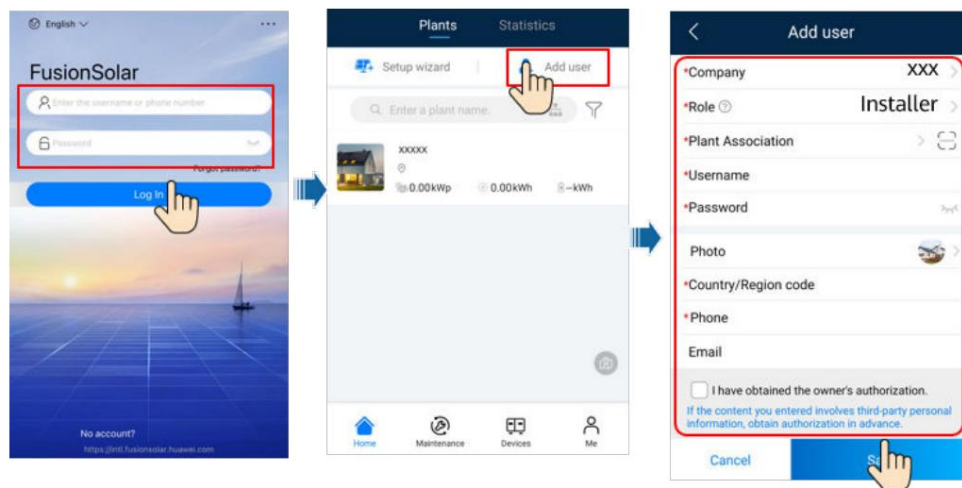 English
...
FusionSolar
Enter the username or phone number
Password
Forgot password?
Log In
No account?
https://intl.fusionsolar.huawei.com
Plants Statistics
Setup wizard Add user
Enter a plant name.
xxxxx
0.00kWp 0.00kWh --kWh
Home Maintenance Devices Me
Add user
*Company XXX
*Role Installer
*Plant Association
*Username
*Password
Photo
*Country/Region code
*Phone
Email
I have obtained the owner's authorization.
If the content you entered involves third-party personal
information, obtain authorization in advance.
Cancel